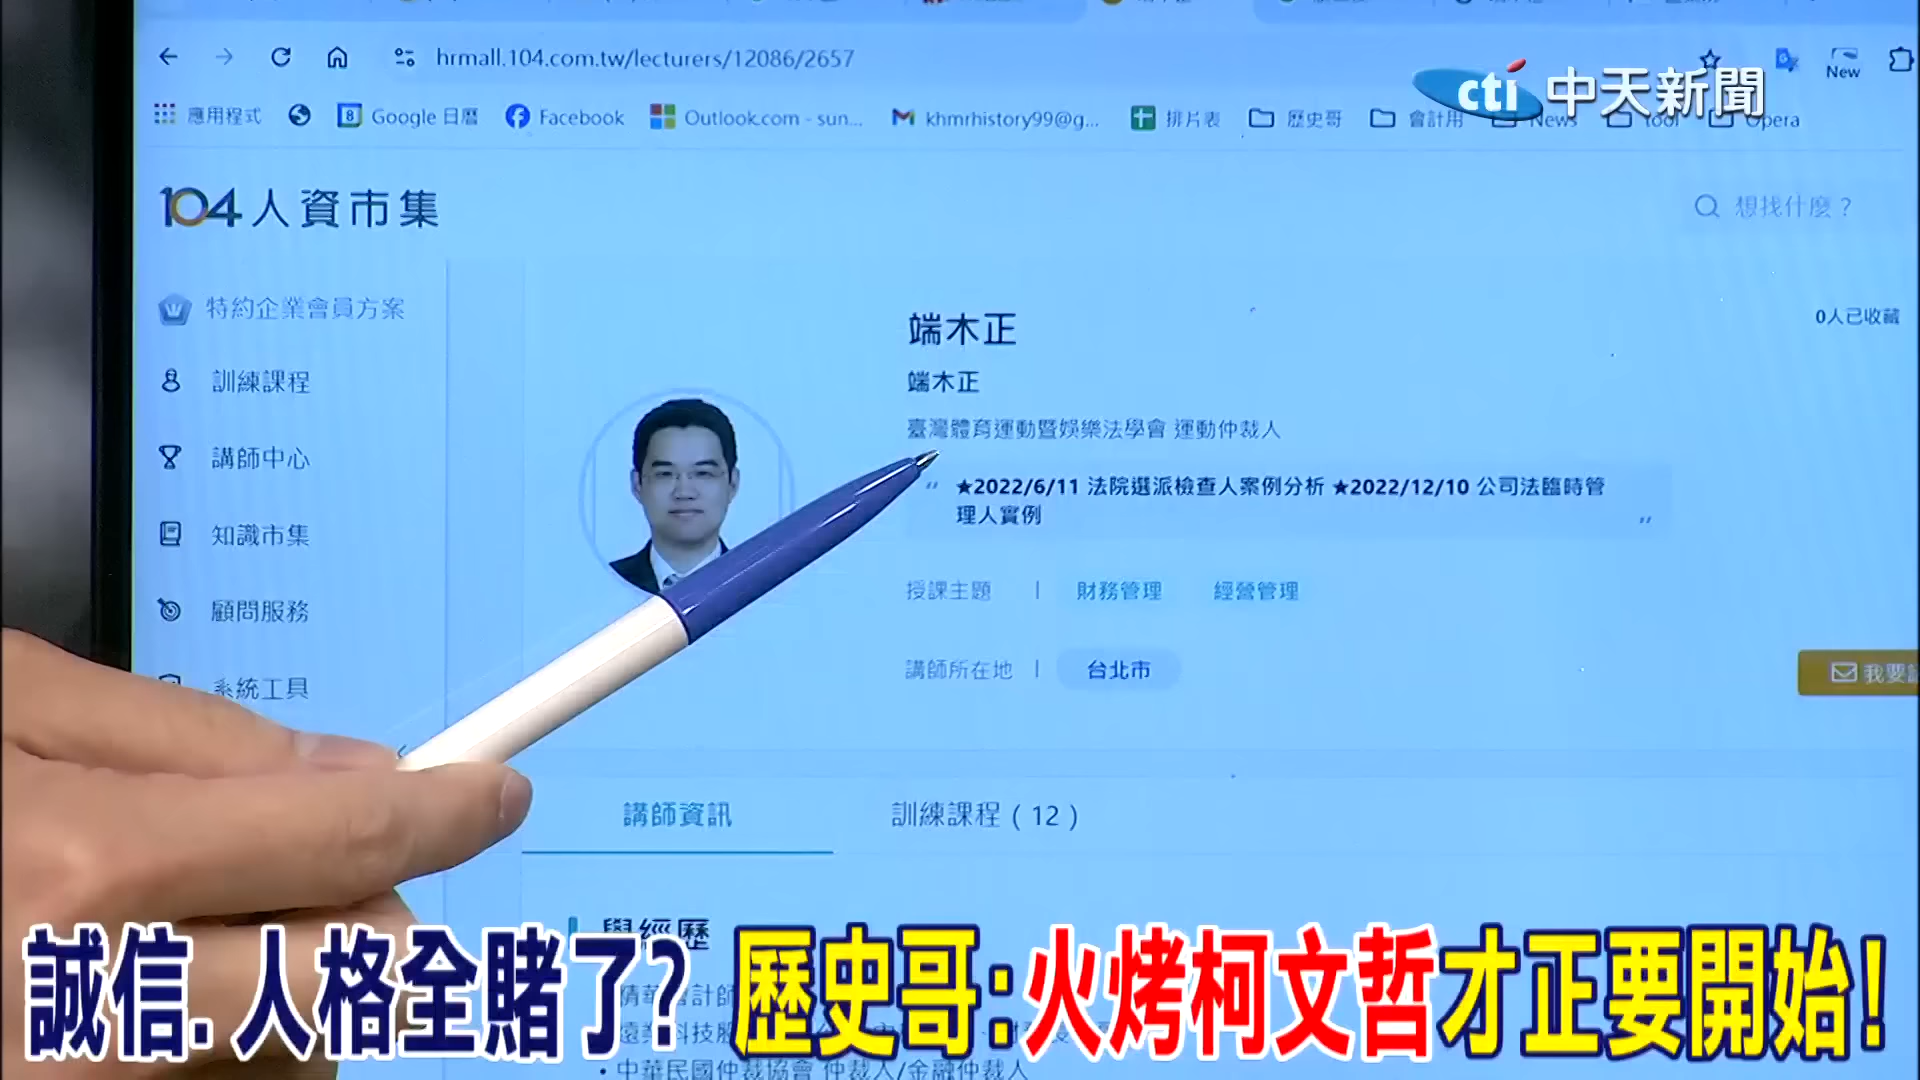 hrmall.104.com.tw/lecturers/12086/2657
New
cti 中天新聞
應用程式 Google 日曆 Facebook Outlook.com - sun... khmrhistory99@g... 排片表 歷史哥 會計用 News tool Opera
104人資市集
想找什麼？
特約企業會員方案
訓練課程
講師中心
知識市集
顧問服務
系統工具
端木正
0人已收藏
端木正
臺灣體育運動暨娛樂法學會 運動仲裁人
" ★2022/6/11 法院選派檢查人案例分析 ★2022/12/10 公司法臨時管
理人實例 "
授課主題 | 財務管理 經營管理
講師所在地 | 台北市
我要
講師資訊 訓練課程 ( 12 )
學經歷
誠信.人格全賭了? 歷史哥:火烤柯文哲才正要開始!
• 中華民國仲裁協會 仲裁人/金融仲裁人